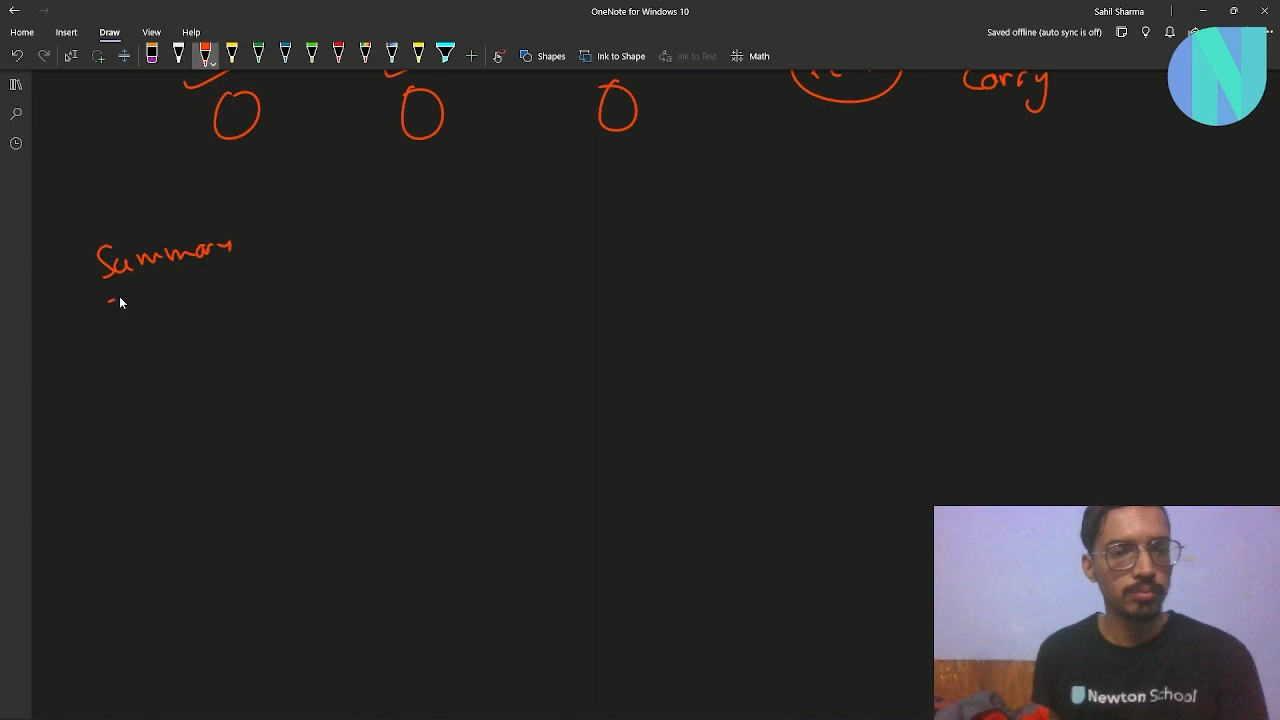 OneNote for Windows 10
Sahil Sharma
Home Insert Draw View Help
Saved offline (auto sync is off)
Shapes Ink to Shape Ink to Text Math
Carry
0 0 0
Summary
-
Newton School